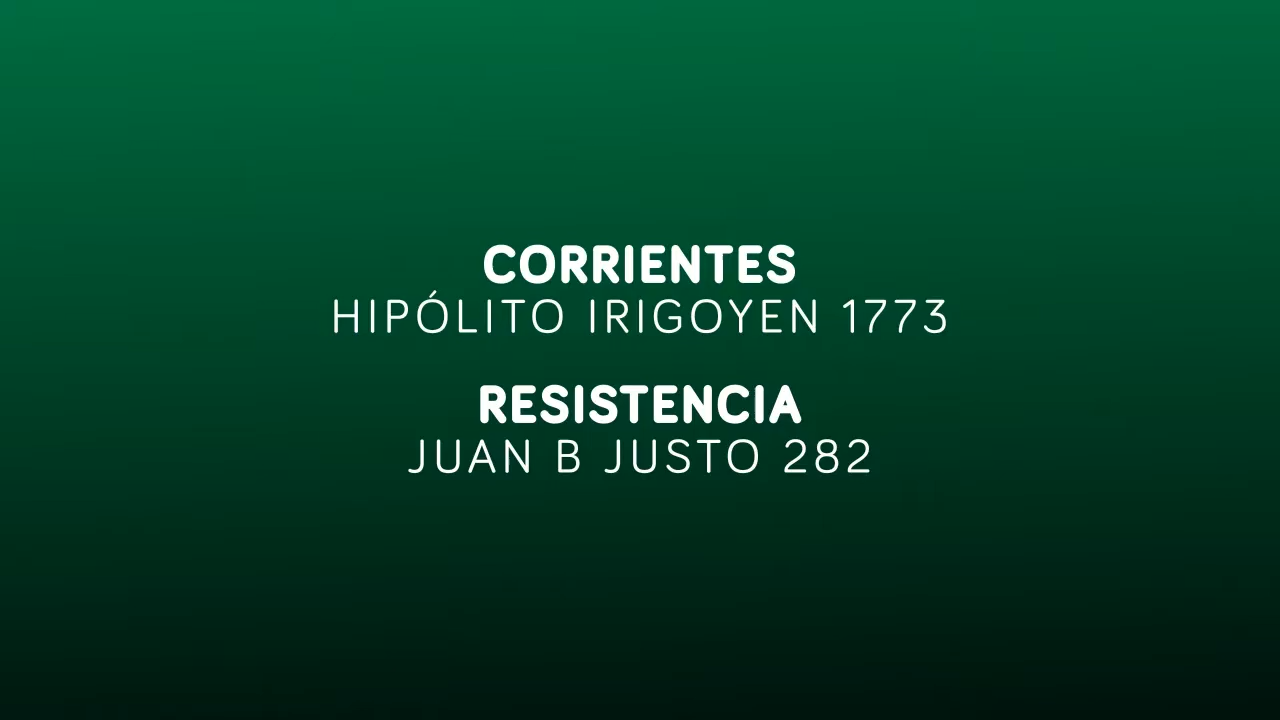 CORRIENTES
HIPÓLITO IRIGOYEN 1773
RESISTENCIA
JUAN B JUSTO 282